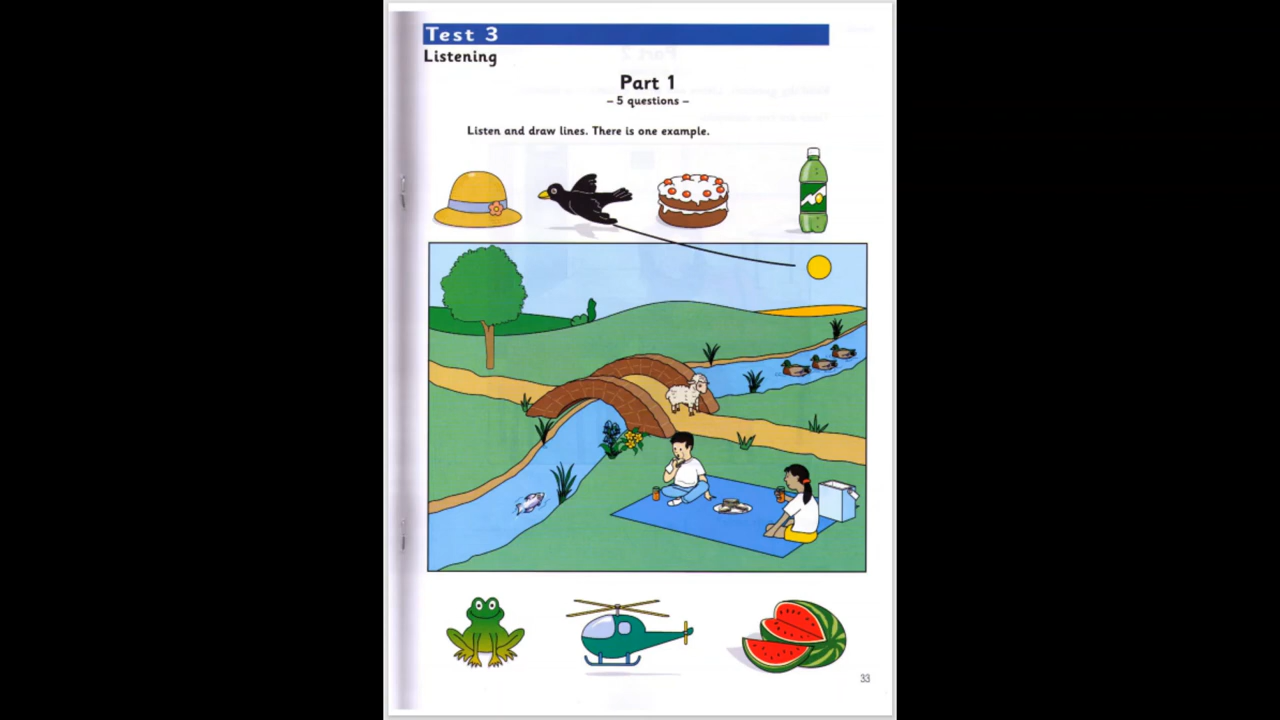 Test 3
Listening
Part 1
– 5 questions –
Listen and draw lines. There is one example.
33